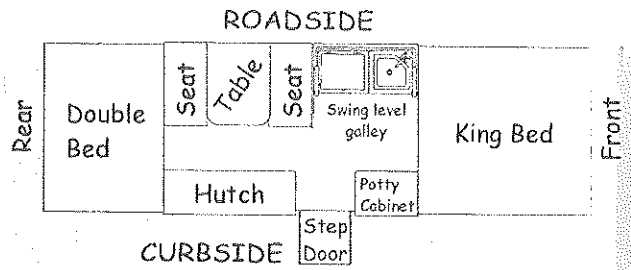 ROADSIDE
Rear
Double
Bed
Seat
Table
Seat
Swing level
galley
King Bed
Front
Hutch
Potty
Cabinet
Step
Door
CURBSIDE